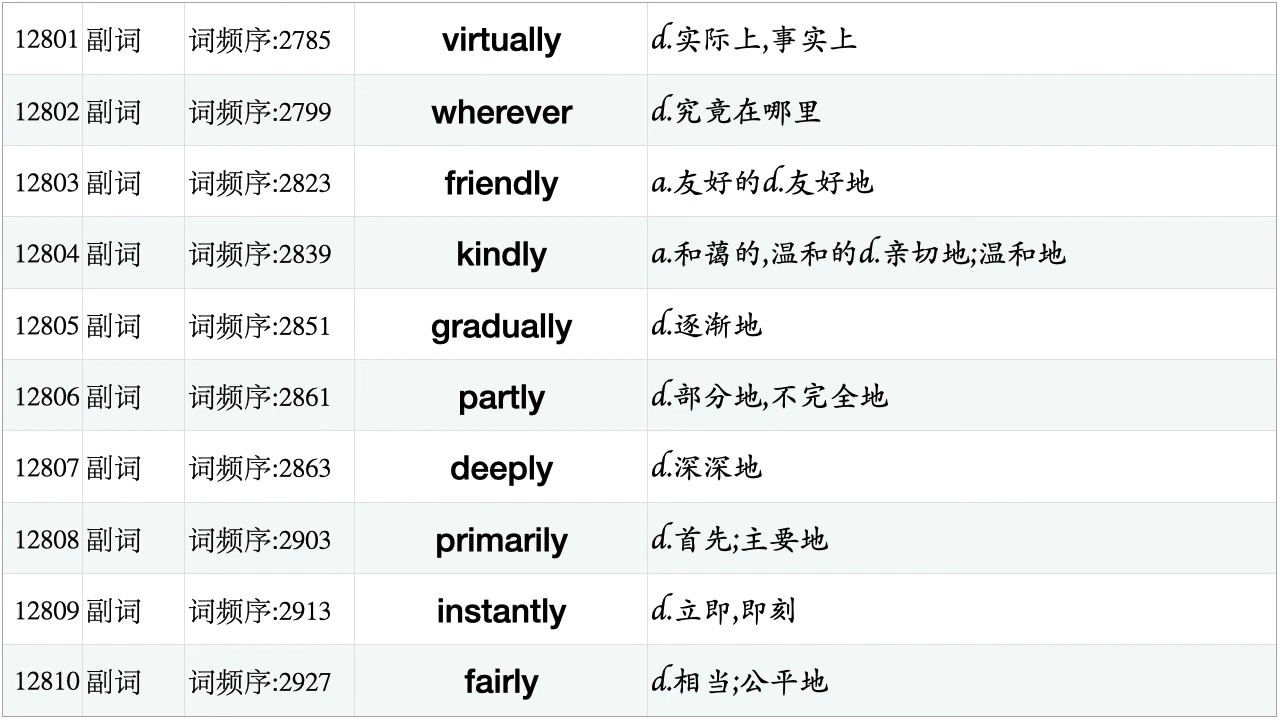 12801 副词 词频序:2785 virtually d.实际上,事实上
12802 副词 词频序:2799 wherever d.究竟在哪里
12803 副词 词频序:2823 friendly a.友好的d.友好地
12804 副词 词频序:2839 kindly a.和蔼的,温和的d.亲切地;温和地
12805 副词 词频序:2851 gradually d.逐渐地
12806 副词 词频序:2861 partly d.部分地,不完全地
12807 副词 词频序:2863 deeply d.深深地
12808 副词 词频序:2903 primarily d.首先;主要地
12809 副词 词频序:2913 instantly d.立即,即刻
12810 副词 词频序:2927 fairly d.相当;公平地